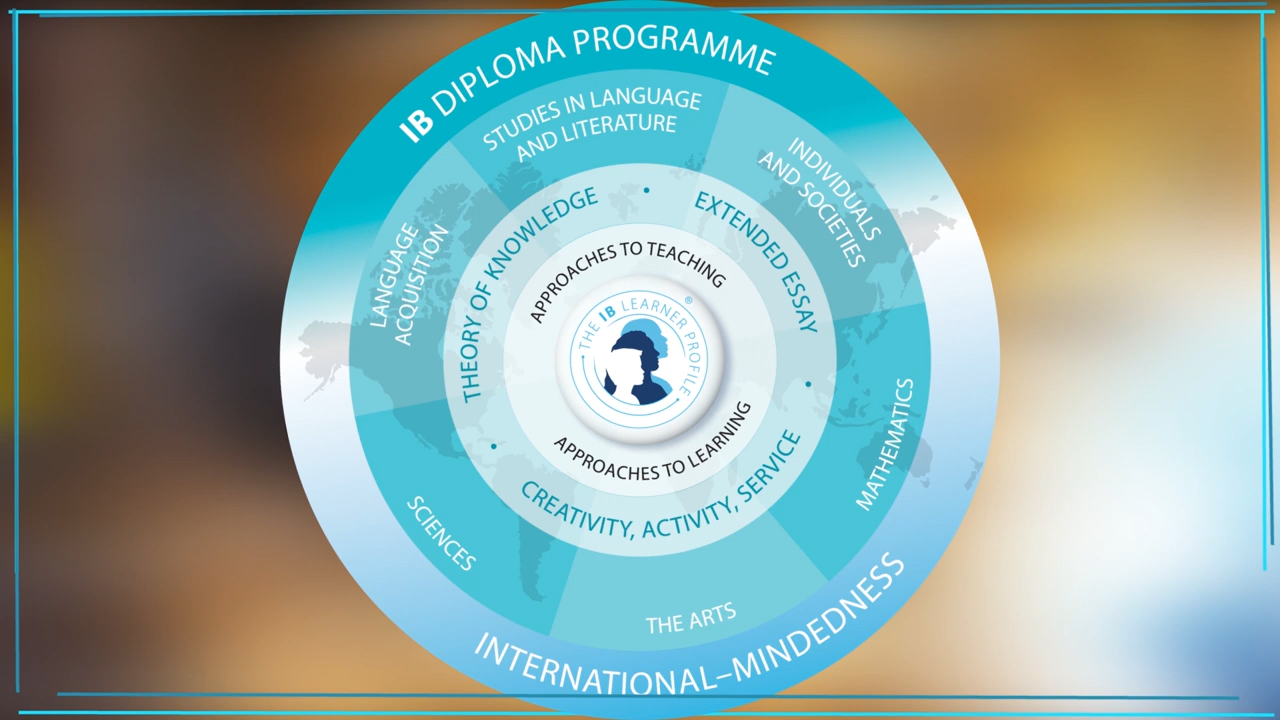 IB DIPLOMA PROGRAMME
STUDIES IN LANGUAGE
AND LITERATURE
INDIVIDUALS
AND SOCIETIES
LANGUAGE
ACQUISITION
MATHEMATICS
SCIENCES
THE ARTS
THEORY OF KNOWLEDGE
EXTENDED ESSAY
CREATIVITY, ACTIVITY, SERVICE
APPROACHES TO TEACHING
APPROACHES TO LEARNING
THE IB LEARNER PROFILE ®
INTERNATIONAL–MINDEDNESS